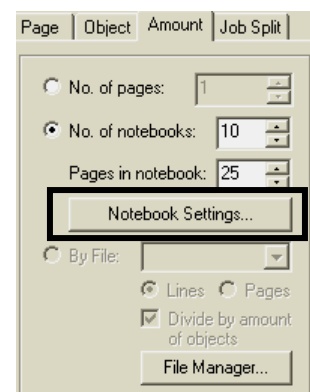 Page Object Amount Job Split
No. of pages: 1
No. of notebooks: 10
Pages in notebook: 25
Notebook Settings...
By File:
Lines Pages
Divide by amount
of objects
File Manager...